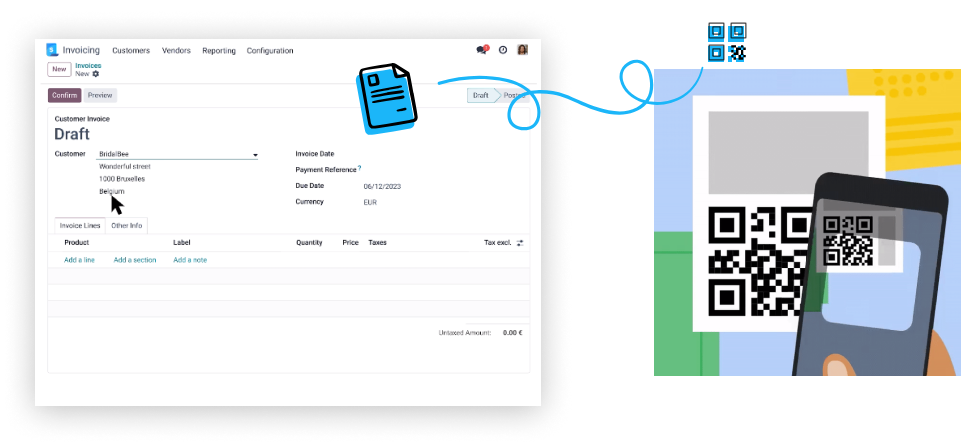 Invoicing Customers Vendors Reporting Configuration
New Invoices
New
Confirm Preview Draft
Customer Invoice
Draft
Customer BridalBee Invoice Date
Wonderful street Payment Reference ?
1000 Bruxelles Due Date 06/12/2023
Belgium Currency EUR
Invoice Lines Other Info
Product Label Quantity Price Taxes Tax excl.
Add a line Add a section Add a note
Untaxed Amount: 0.00 €